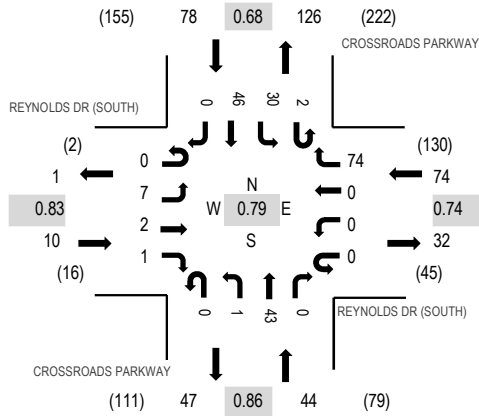 (155) 78 0.68 126 (222)
CROSSROADS PARKWAY
REYNOLDS DR (SOUTH)
0 46 30 2
(2) 0 74 (130)
1 7 N 0 74
0.83 W 0.79 E 0.74
10 2 S 0 32
(16) 1 0 (45)
0 1 43 0
REYNOLDS DR (SOUTH)
CROSSROADS PARKWAY
(111) 47 0.86 44 (79)